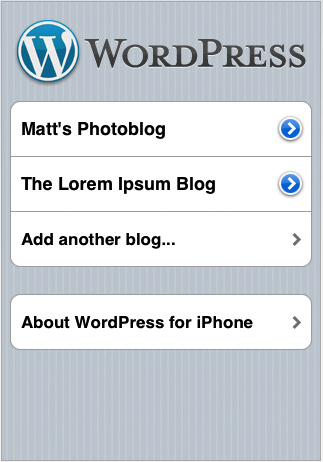 WordPress
Matt's Photoblog
The Lorem Ipsum Blog
Add another blog...
About WordPress for iPhone